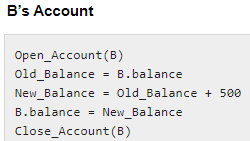 B's Account
Open_Account(B)
Old_Balance = B.balance
New_Balance = Old_Balance + 500
B.balance = New_Balance
Close_Account(B)